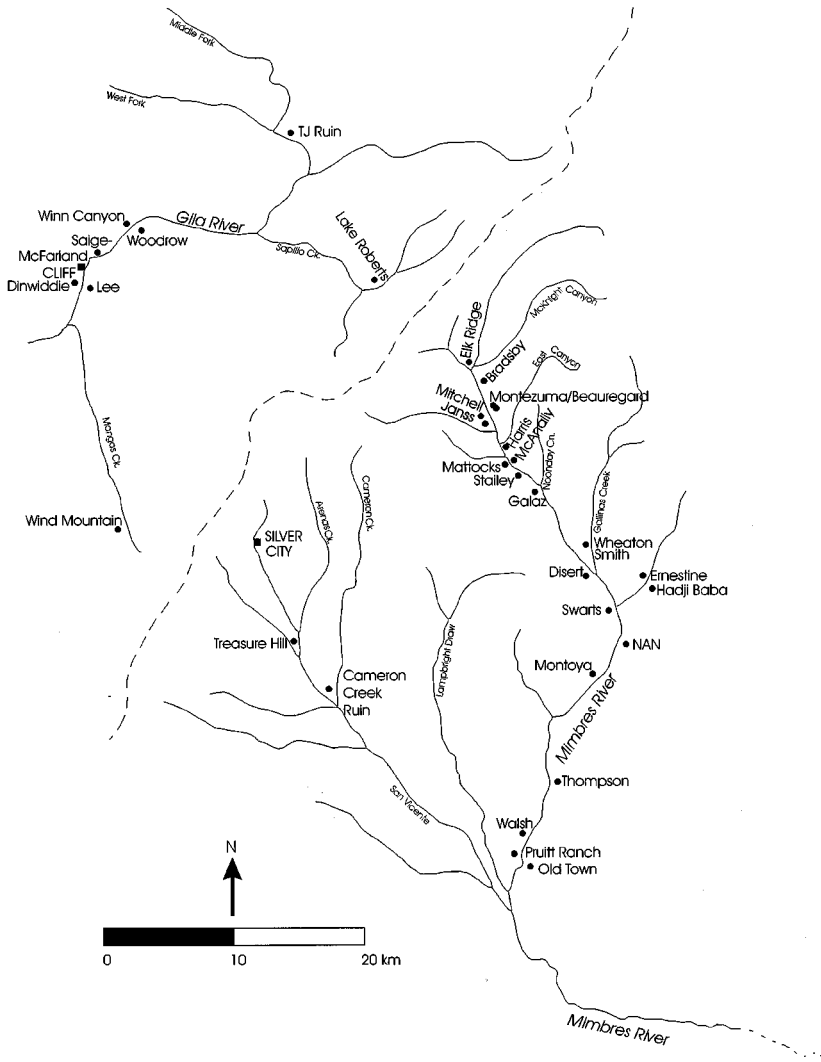 Middle Fork
West Fork
TJ Ruin
Winn Canyon
Gila River
Woodrow
Saige-
McFarland
CLIFF
Dinwiddie
Lee
Sapillo Ck.
Lake Roberts
Elk Ridge
McKnight Canyon
Bradsby
East Canyon
Montezuma/Beauregard
Mitchell
Janss
Harris
McAnally
Mattocks
Stailey
Noonday Cn.
Galaz
Gallinas Creek
Mangas Ck.
Wind Mountain
Cameron Ck.
Arenas Ck.
SILVER
CITY
Wheaton
Smith
Disert
Ernestine
Hadji Baba
Swarts
Treasure Hill
NAN
Lampbright Draw
Montoya
Cameron
Creek
Ruin
Mimbres River
Thompson
San Vicente
Walsh
Pruitt Ranch
Old Town
N
0
10
20 km
Mimbres River